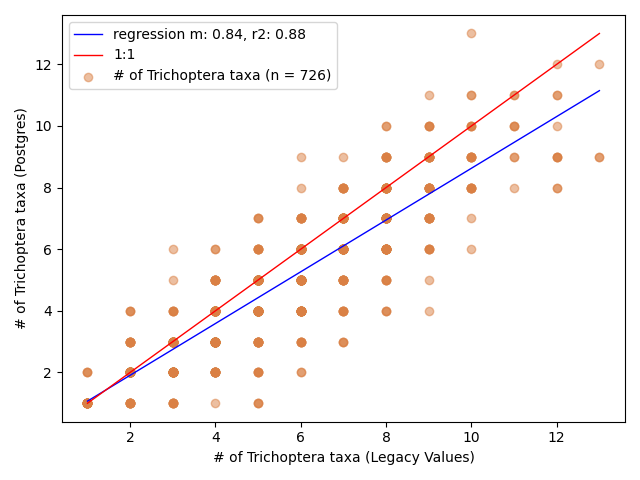 regression m: 0.84, r2: 0.88
1:1
# of Trichoptera taxa (n = 726)
# of Trichoptera taxa (Postgres)
12
10
8
6
4
2
2 4 6 8 10 12
# of Trichoptera taxa (Legacy Values)